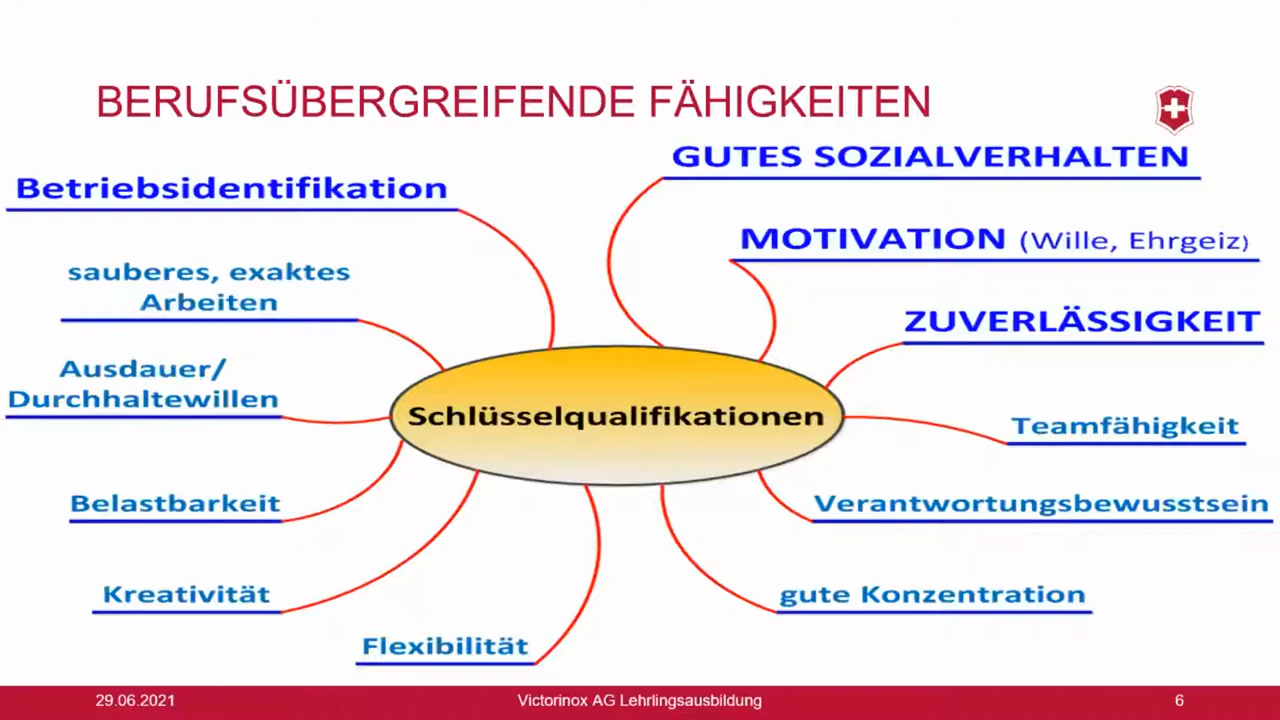 BERUFSÜBERGREIFENDE FÄHIGKEITEN
GUTES SOZIALVERHALTEN
Betriebsidentifikation
MOTIVATION (Wille, Ehrgeiz)
sauberes, exaktes
Arbeiten
ZUVERLÄSSIGKEIT
Ausdauer/
Durchhaltewillen
Schlüsselqualifikationen
Teamfähigkeit
Belastbarkeit
Verantwortungsbewusstsein
Kreativität
gute Konzentration
Flexibilität
29.06.2021
Victorinox AG Lehrlingsausbildung
6